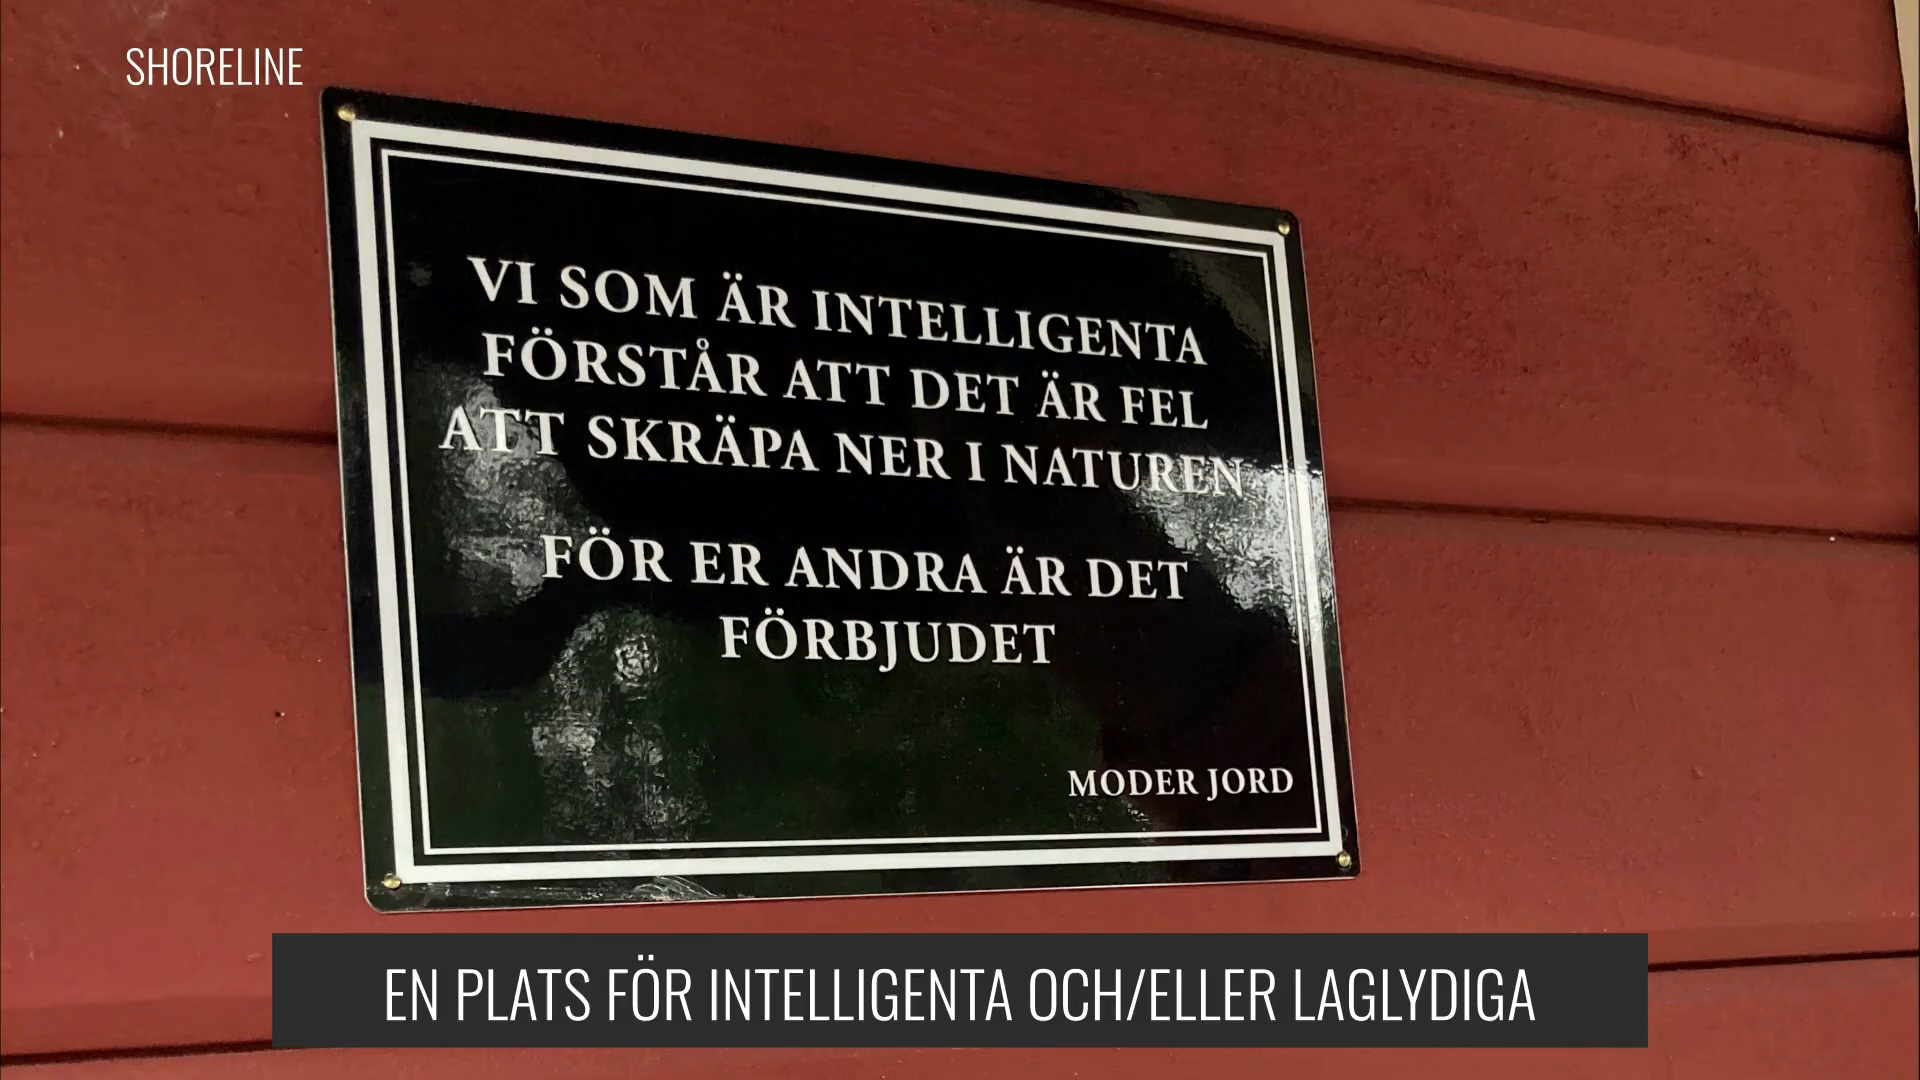 SHORELINE
VI SOM ÄR INTELLIGENTA
FÖRSTÅR ATT DET ÄR FEL
ATT SKRÄPA NER I NATUREN
FÖR ER ANDRA ÄR DET
FÖRBJUDET
MODER JORD
EN PLATS FÖR INTELLIGENTA OCH/ELLER LAGLYDIGA